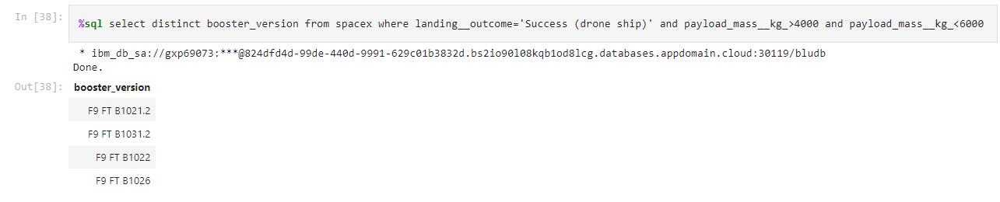 In [38]: %sql select distinct booster_version from spacex where landing__outcome='Success (drone ship)' and payload_mass__kg_>4000 and payload_mass__kg_<6000
* ibm_db_sa://gxp69073:***@824dfd4d-99de-440d-9991-629c01b3832d.bs2io90l08kqb1od8lcg.databases.appdomain.cloud:30119/bludb
Done.
Out[38]: booster_version
F9 FT B1021.2
F9 FT B1031.2
F9 FT B1022
F9 FT B1026